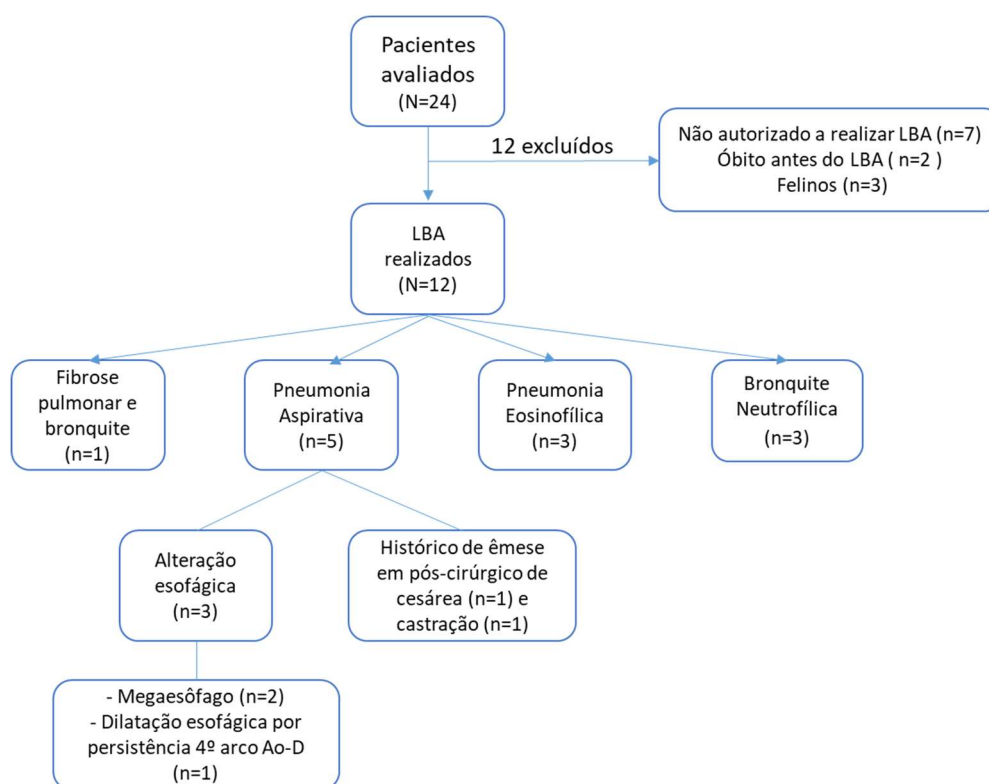 Pacientes
avaliados
(N=24)
12 excluídos
Não autorizado a realizar LBA (n=7)
Óbito antes do LBA ( n=2 )
Felinos (n=3)
LBA
realizados
(N=12)
Fibrose
pulmonar e
bronquite
(n=1)
Pneumonia
Aspirativa
(n=5)
Pneumonia
Eosinofílica
(n=3)
Bronquite
Neutrofílica
(n=3)
Alteração
esofágica
(n=3)
Histórico de êmese
em pós-cirúrgico de
cesárea (n=1) e
castração (n=1)
- Megaesôfago (n=2)
- Dilatação esofágica por
persistência 4º arco Ao-D
(n=1)